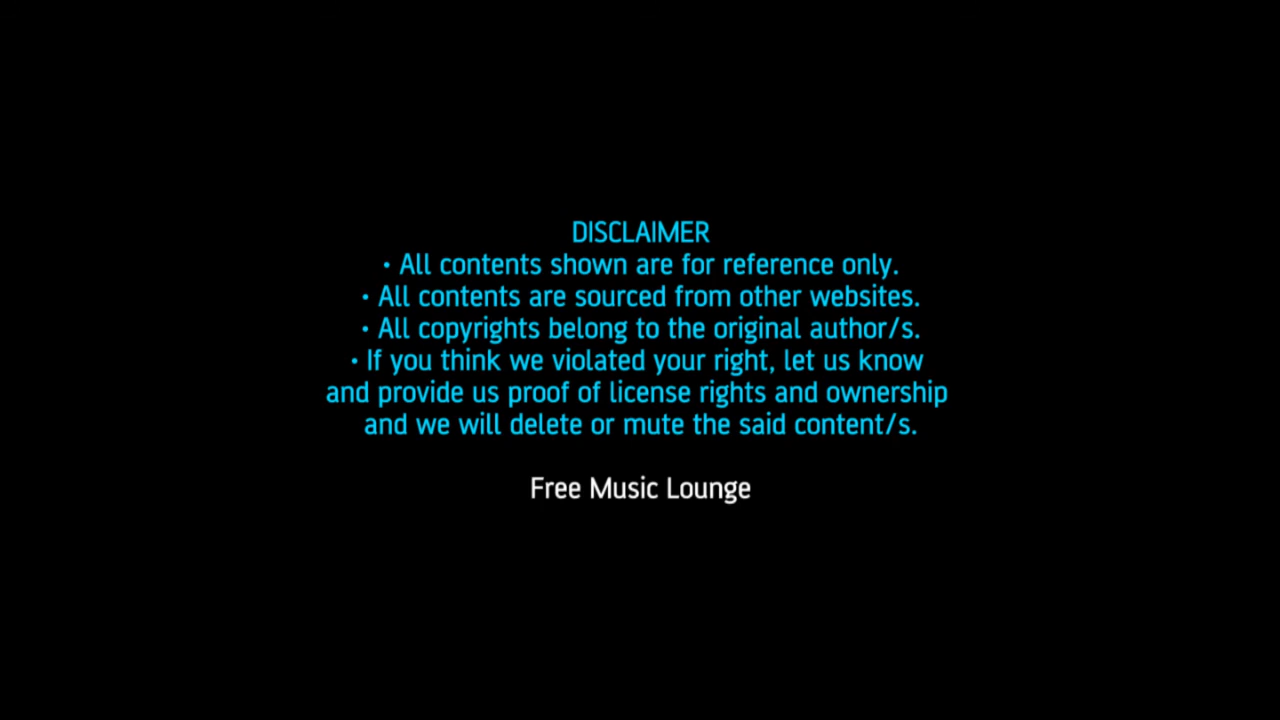 DISCLAIMER
• All contents shown are for reference only.
• All contents are sourced from other websites.
• All copyrights belong to the original author/s.
• If you think we violated your right, let us know
and provide us proof of license rights and ownership
and we will delete or mute the said content/s.
Free Music Lounge